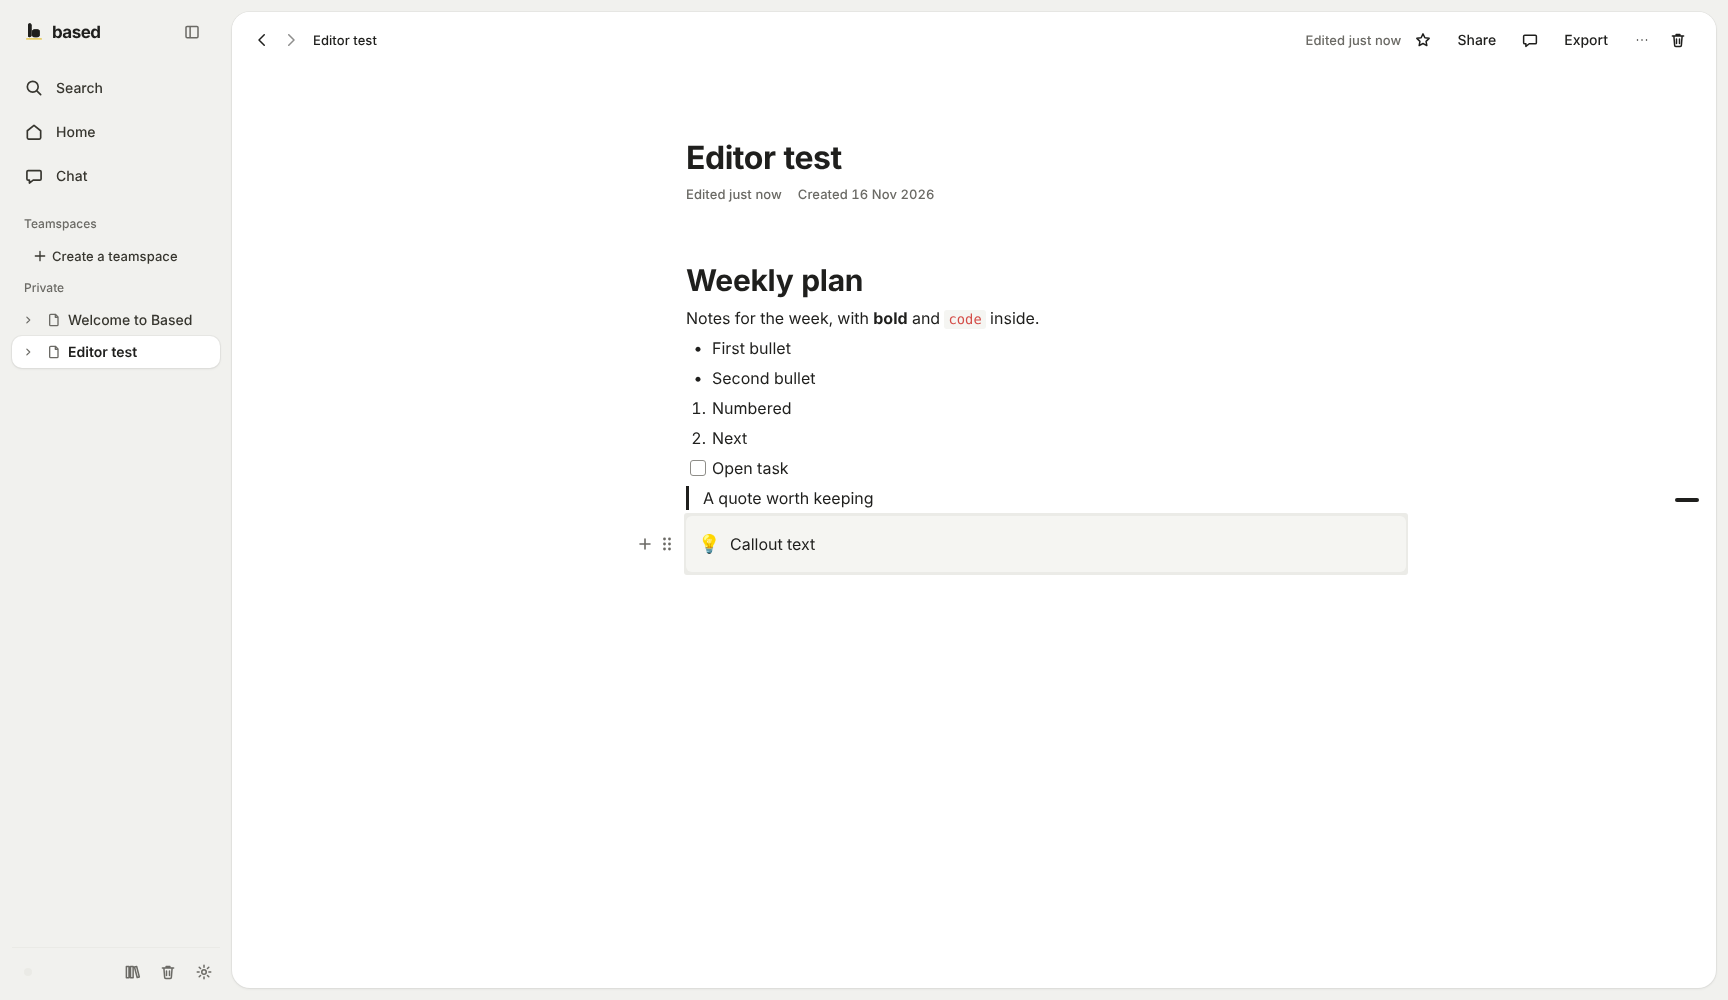 based
Search
Home
Chat
Teamspaces
Create a teamspace
Private
Welcome to Based
Editor test
Editor test
Edited just now
Share
Export
Editor test
Edited just now Created 16 Nov 2026
Weekly plan
Notes for the week, with bold and code inside.
• First bullet
• Second bullet
1. Numbered
2. Next
Open task
A quote worth keeping
💡 Callout text